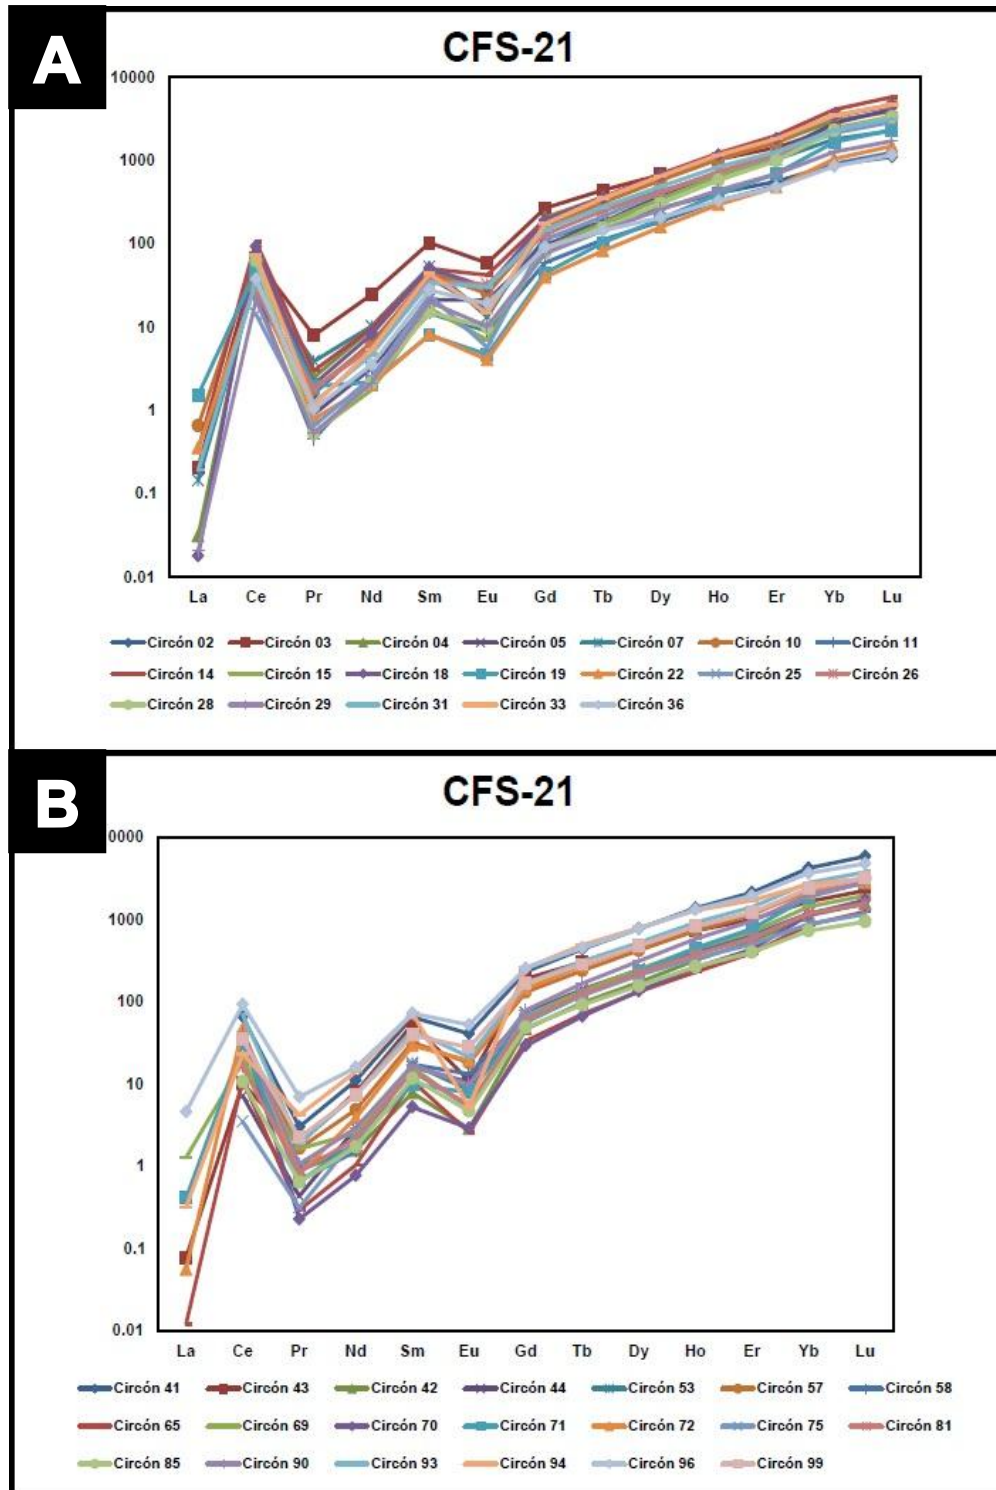 A
CFS-21
10000
1000
100
10
1
0.1
0.01
La Ce Pr Nd Sm Eu Gd Tb Dy Ho Er Yb Lu
Circón 02 Circón 03 Circón 04 Circón 05 Circón 07 Circón 10 Circón 11
Circón 14 Circón 15 Circón 18 Circón 19 Circón 22 Circón 25 Circón 26
Circón 28 Circón 29 Circón 31 Circón 33 Circón 36
B
CFS-21
0000
1000
100
10
1
0.1
0.01
La Ce Pr Nd Sm Eu Gd Tb Dy Ho Er Yb Lu
Circón 41 Circón 43 Circón 42 Circón 44 Circón 53 Circón 57 Circón 58
Circón 65 Circón 69 Circón 70 Circón 71 Circón 72 Circón 75 Circón 81
Circón 85 Circón 90 Circón 93 Circón 94 Circón 96 Circón 99